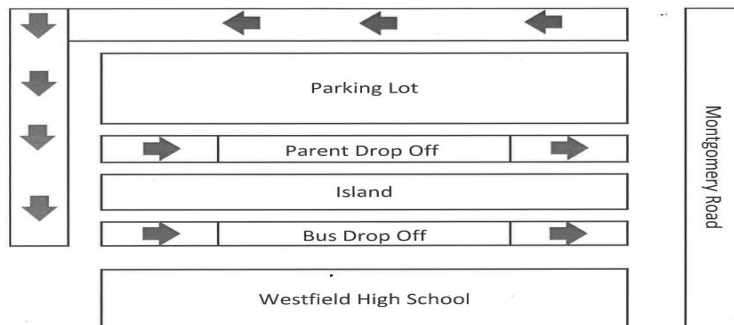 Parking Lot
Parent Drop Off
Island
Bus Drop Off
Westfield High School
Montgomery Road